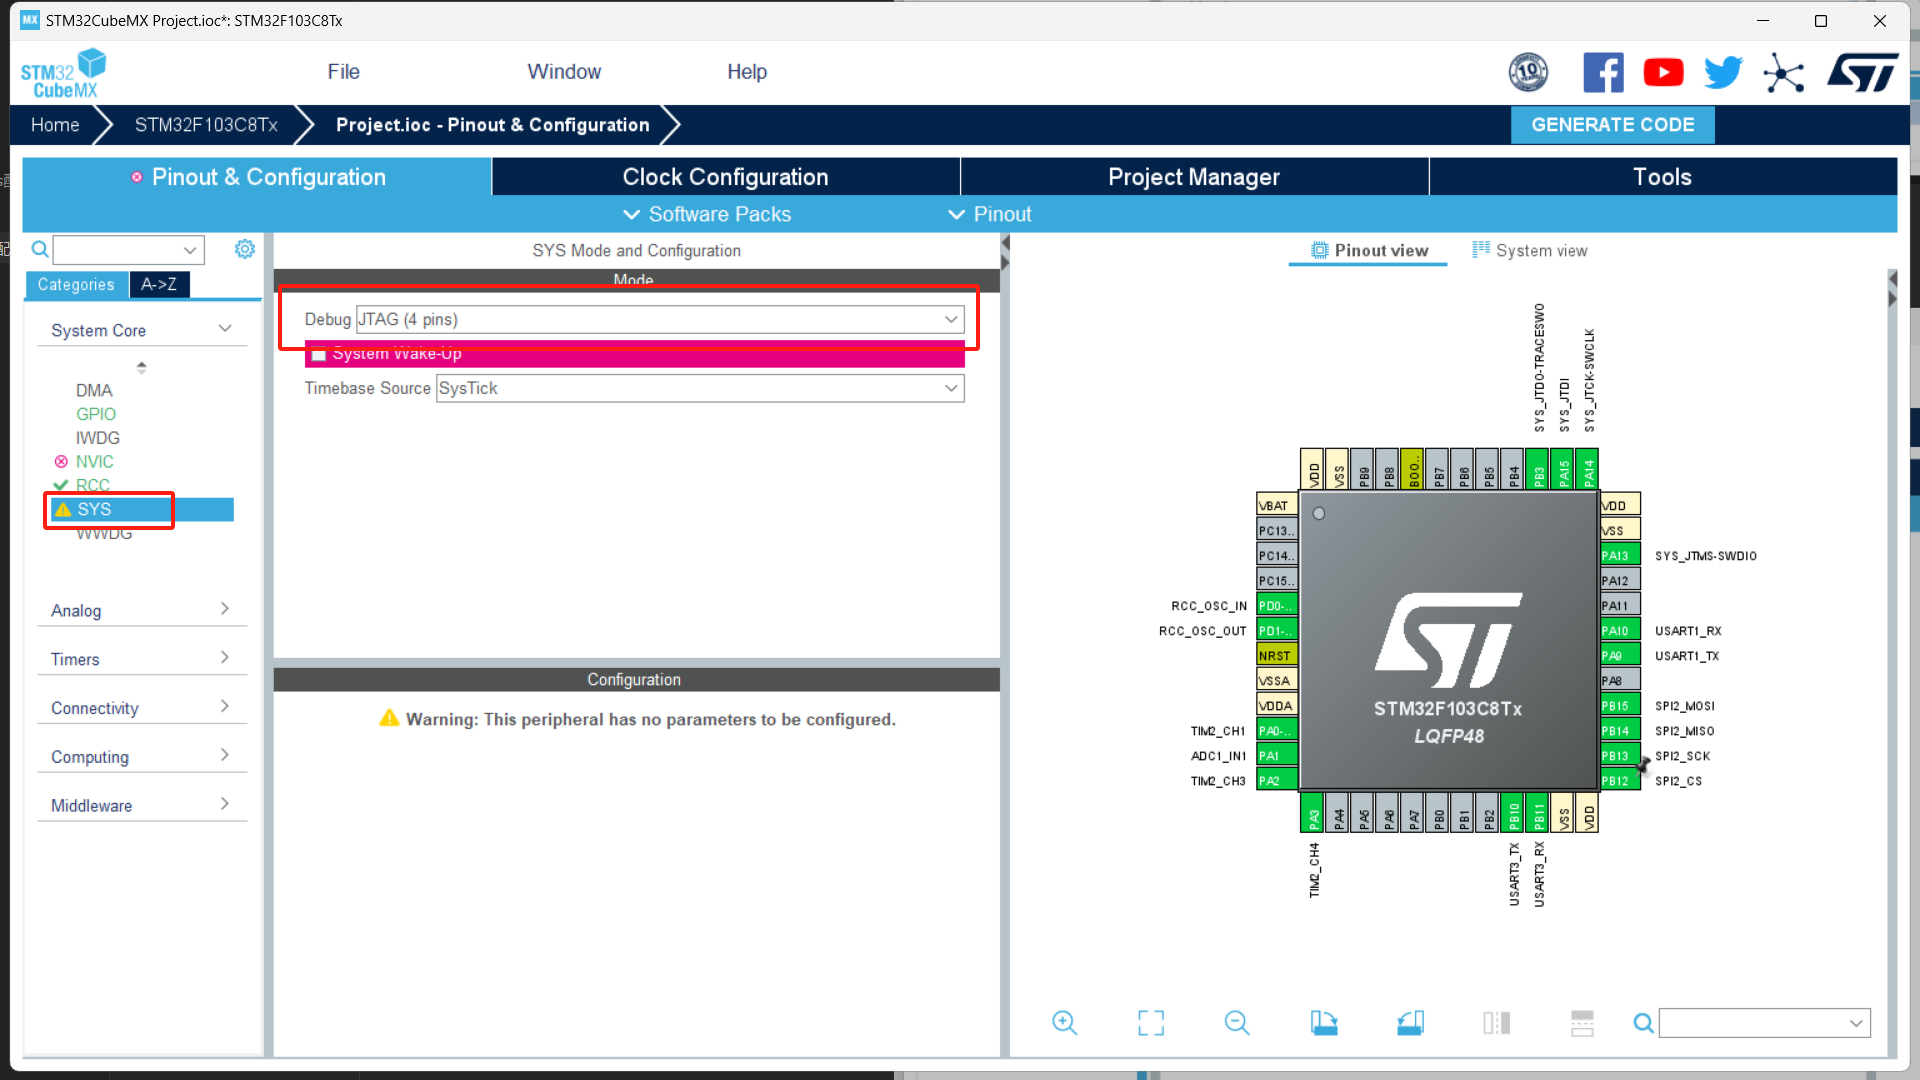 MX STM32CubeMX Project.ioc*: STM32F103C8Tx
STM32
CubeMX
File
Window
Help
10
Home
STM32F103C8Tx
Project.ioc - Pinout & Configuration
GENERATE CODE
Pinout & Configuration
Clock Configuration
Project Manager
Tools
Software Packs
Pinout
Categories
A->Z
System Core
DMA
GPIO
IWDG
NVIC
RCC
SYS
WWDG
Analog
Timers
Connectivity
Computing
Middleware
SYS Mode and Configuration
Mode
Debug JTAG (4 pins)
System Wake-Up
Timebase Source SysTick
Configuration
Warning: This peripheral has no parameters to be configured.
Pinout view
System view
SYS_JTDO-TRACESWO
SYS_JTDI
SYS_JTCK-SWCLK
VDD
VSS
PB9
PB8
BOO..
PB7
PB6
PB5
PB4
PB3
PA15
PA14
VBAT
PC13..
PC14..
PC15..
RCC_OSC_IN PD0-..
RCC_OSC_OUT PD1-..
NRST
VSSA
VDDA
TIM2_CH1 PA0-..
ADC1_IN1 PA1
TIM2_CH3 PA2
STM32F103C8Tx
LQFP48
VDD
VSS
PA13 SYS_JTMS-SWDIO
PA12
PA11
PA10 USART1_RX
PA9 USART1_TX
PA8
PB15 SPI2_MOSI
PB14 SPI2_MISO
PB13 SPI2_SCK
PB12 SPI2_CS
PA3
PA4
PA5
PA6
PA7
PB0
PB1
PB2
PB10
PB11
VSS
VDD
TIM2_CH4
USART3_TX
USART3_RX